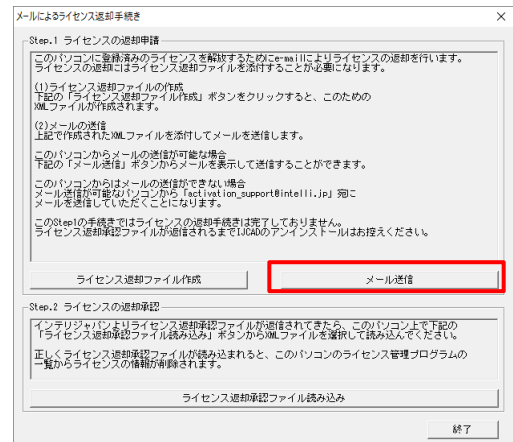 メールによるライセンス返却手続き
Step.1 ライセンスの返却申請
このパソコンに登録済みのライセンスを解放するためにe-mailによりライセンスの返却を行います。
ライセンスの返却にはライセンス返却ファイルを添付することが必要になります。
(1)ライセンス返却ファイルの作成
下記の「ライセンス返却ファイル作成」ボタンをクリックすると、このための
XMLファイルが作成されます。
(2)メールの送信
上記で作成されたXMLファイルを添付してメールを送信します。
このパソコンからメールの送信が可能な場合
下記の「メール送信」ボタンからメールを表示して送信することができます。
このパソコンからはメールの送信ができない場合
メール送信が可能なパソコンから「activation_support@intelli.jp」宛に
メールを送信していただくことになります。
このStep1の手続きではライセンスの返却手続きは完了しておりません。
ライセンス返却承認ファイルが返信されるまでIJCADのアンインストールはお控えください。
ライセンス返却ファイル作成
メール送信
Step.2 ライセンスの返却承認
インテリジャパンよりライセンス返却承認ファイルが返信されてきたら、このパソコン上で下記の
「ライセンス返却承認ファイル読み込み」ボタンからXMLファイルを選択して読み込んでください。
正しくライセンス返却承認ファイルが読み込まれると、このパソコンのライセンス管理プログラムの
一覧からライセンスの情報が削除されます。
ライセンス返却承認ファイル読み込み
終了